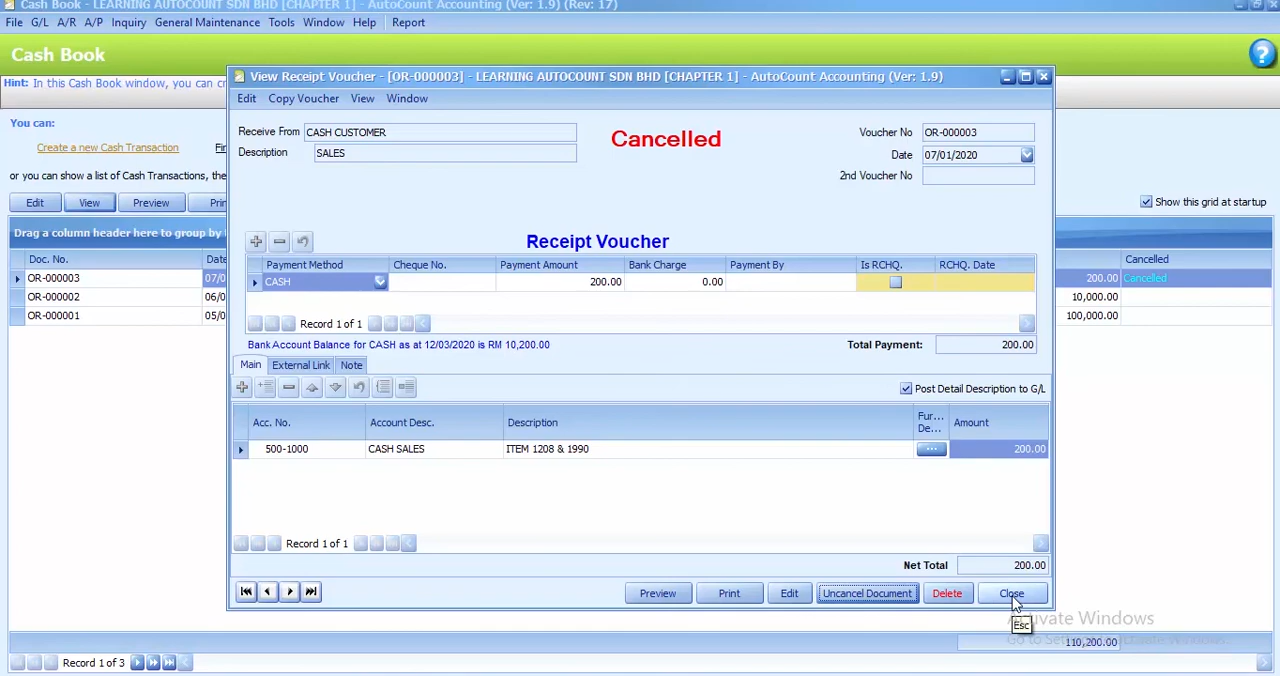 Cash Book - LEARNING AUTOCOUNT SDN BHD [CHAPTER 1] - AutoCount Accounting (Ver: 1.9) (Rev: 17)
File G/L A/R A/P Inquiry General Maintenance Tools Window Help Report
Cash Book
Hint: In this Cash Book window, you can
You can:
Create a new Cash Transaction
or you can show a list of Cash Transactions, the
Edit View Preview
Show this grid at startup
Drag a column header here to group by
Doc. No. Cancelled
OR-000003 200.00 Cancelled
OR-000002 10,000.00
OR-000001 100,000.00
View Receipt Voucher - [OR-000003] - LEARNING AUTOCOUNT SDN BHD [CHAPTER 1] - AutoCount Accounting (Ver: 1.9)
Edit Copy Voucher View Window
Receive From CASH CUSTOMER Cancelled Voucher No OR-000003
Description SALES Date 07/01/2020
2nd Voucher No
Receipt Voucher
Payment Method Cheque No. Payment Amount Bank Charge Payment By Is RCHQ. RCHQ. Date
CASH 200.00 0.00
Record 1 of 1
Bank Account Balance for CASH as at 12/03/2020 is RM 10,200.00 Total Payment: 200.00
Main External Link Note
Post Detail Description to G/L
Acc. No. Account Desc. Description Fur... De... Amount
500-1000 CASH SALES ITEM 1208 & 1990 ... 200.00
Record 1 of 1
Net Total 200.00
Preview Print Edit Uncancel Document Delete Close
Esc
Activate Windows
110,200.00
Record 1 of 3